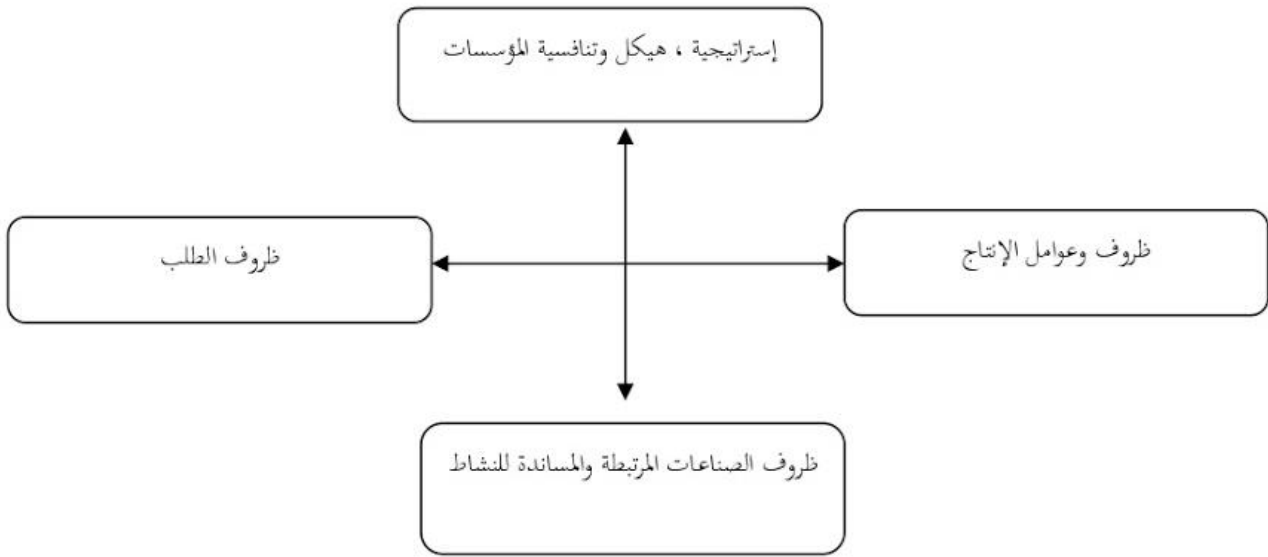 إستراتيجية ، هيكل وتنافسية المؤسسات
ظروف وعوامل الإنتاج
ظروف الطلب
ظروف الصناعات المرتبطة والمساندة للنشاط